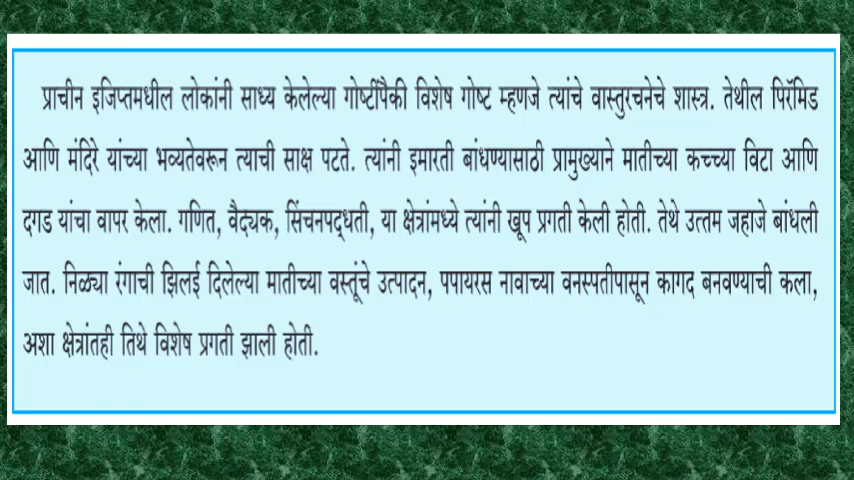 प्राचीन इजिप्तमधील लोकांनी साध्य केलेल्या गोष्टींपैकी विशेष गोष्ट म्हणजे त्यांचे वास्तुरचनेचे शास्त्र. तेथील पिरॅमिड
आणि मंदिरे यांच्या भव्यतेवरून त्याची साक्ष पटते. त्यांनी इमारती बांधण्यासाठी प्रामुख्याने मातीच्या कच्च्या विटा आणि
दगड यांचा वापर केला. गणित, वैद्यक, सिंचनपद्धती, या क्षेत्रांमध्ये त्यांनी खूप प्रगती केली होती. तेथे उत्तम जहाजे बांधली
जात. निळ्या रंगाची झिलई दिलेल्या मातीच्या वस्तूंचे उत्पादन, पपायरस नावाच्या वनस्पतीपासून कागद बनवण्याची कला,
अशा क्षेत्रांतही तिथे विशेष प्रगती झाली होती.